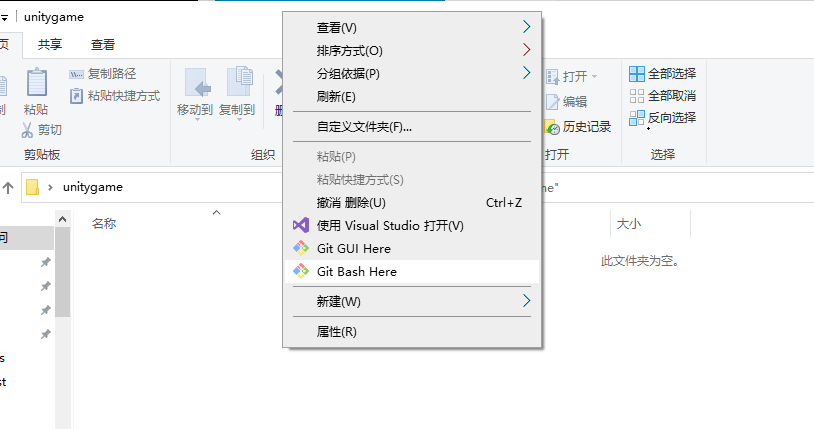 unitygame
页
共享
查看
复制路径
粘贴快捷方式
粘贴
剪切
剪贴板
移动到
复制到
删
组织
打开
编辑
历史记录
打开
全部选择
全部取消
反向选择
选择
unitygame
me"
名称
大小
此文件夹为空。
问
s
st
查看(V)
排序方式(O)
分组依据(P)
刷新(E)
自定义文件夹(F)...
粘贴(P)
粘贴快捷方式(S)
撤消 删除(U) Ctrl+Z
使用 Visual Studio 打开(V)
Git GUI Here
Git Bash Here
新建(W)
属性(R)